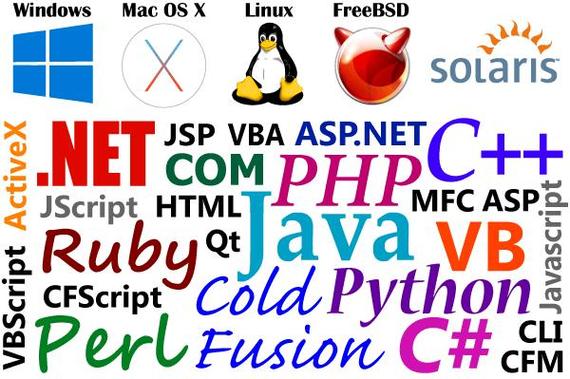 Windows Mac OS X Linux FreeBSD
solaris™
ActiveX .NET JSP VBA ASP.NET C++
COM PHP
JScript HTML MFC ASP
Javascript
Ruby Qt Java VB
VBScript CFScript Cold Python
Perl Fusion C# CLI
CFM